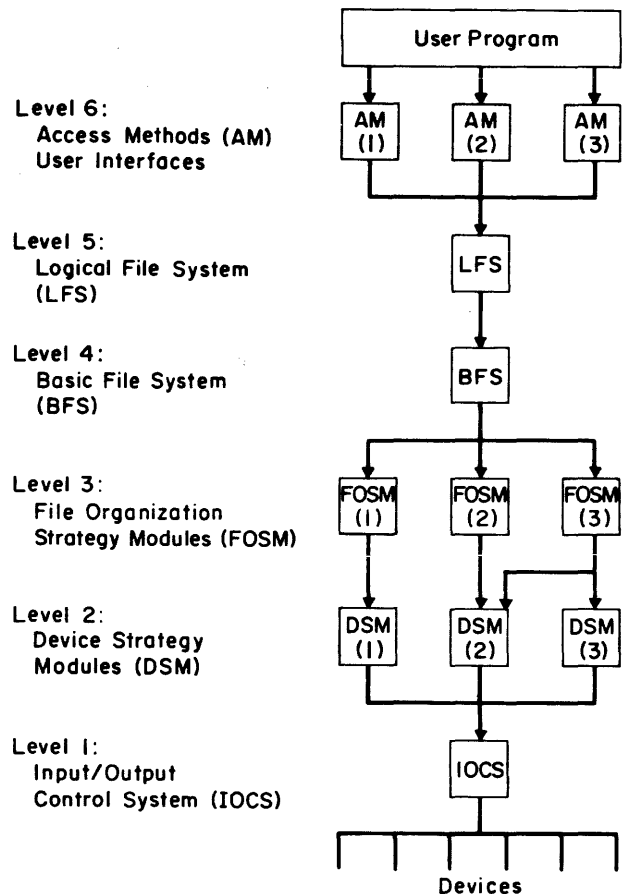 User Program
Level 6:
Access Methods (AM)
User Interfaces
AM
(1)
AM
(2)
AM
(3)
Level 5:
Logical File System
(LFS)
LFS
Level 4:
Basic File System
(BFS)
BFS
Level 3:
File Organization
Strategy Modules (FOSM)
FOSM
(1)
FOSM
(2)
FOSM
(3)
Level 2:
Device Strategy
Modules (DSM)
DSM
(1)
DSM
(2)
DSM
(3)
Level 1:
Input/Output
Control System (IOCS)
IOCS
Devices